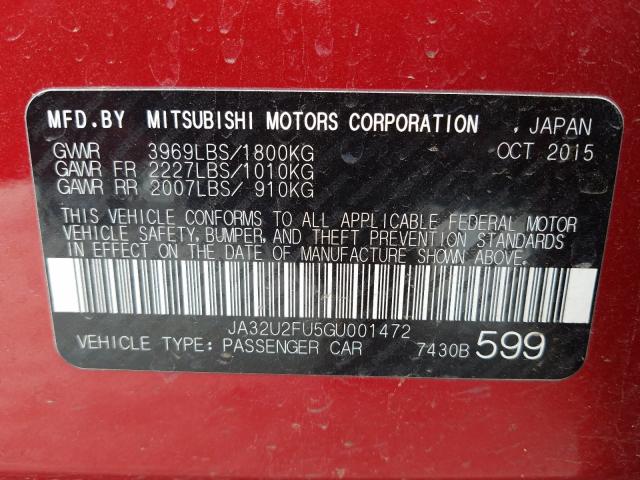 MFD.BY MITSUBISHI MOTORS CORPORATION , JAPAN
GVWR 3969LBS/1800KG OCT 2015
GAWR FR 2227LBS/1010KG
GAWR RR 2007LBS/ 910KG
THIS VEHICLE CONFORMS TO ALL APPLICABLE FEDERAL MOTOR
VEHICLE SAFETY, BUMPER, AND THEFT PREVENTION STANDARDS
IN EFFECT ON THE DATE OF MANUFACTURE SHOWN ABOVE.
JA32U2FU5GU001472
VEHICLE TYPE: PASSENGER CAR 7430B 599